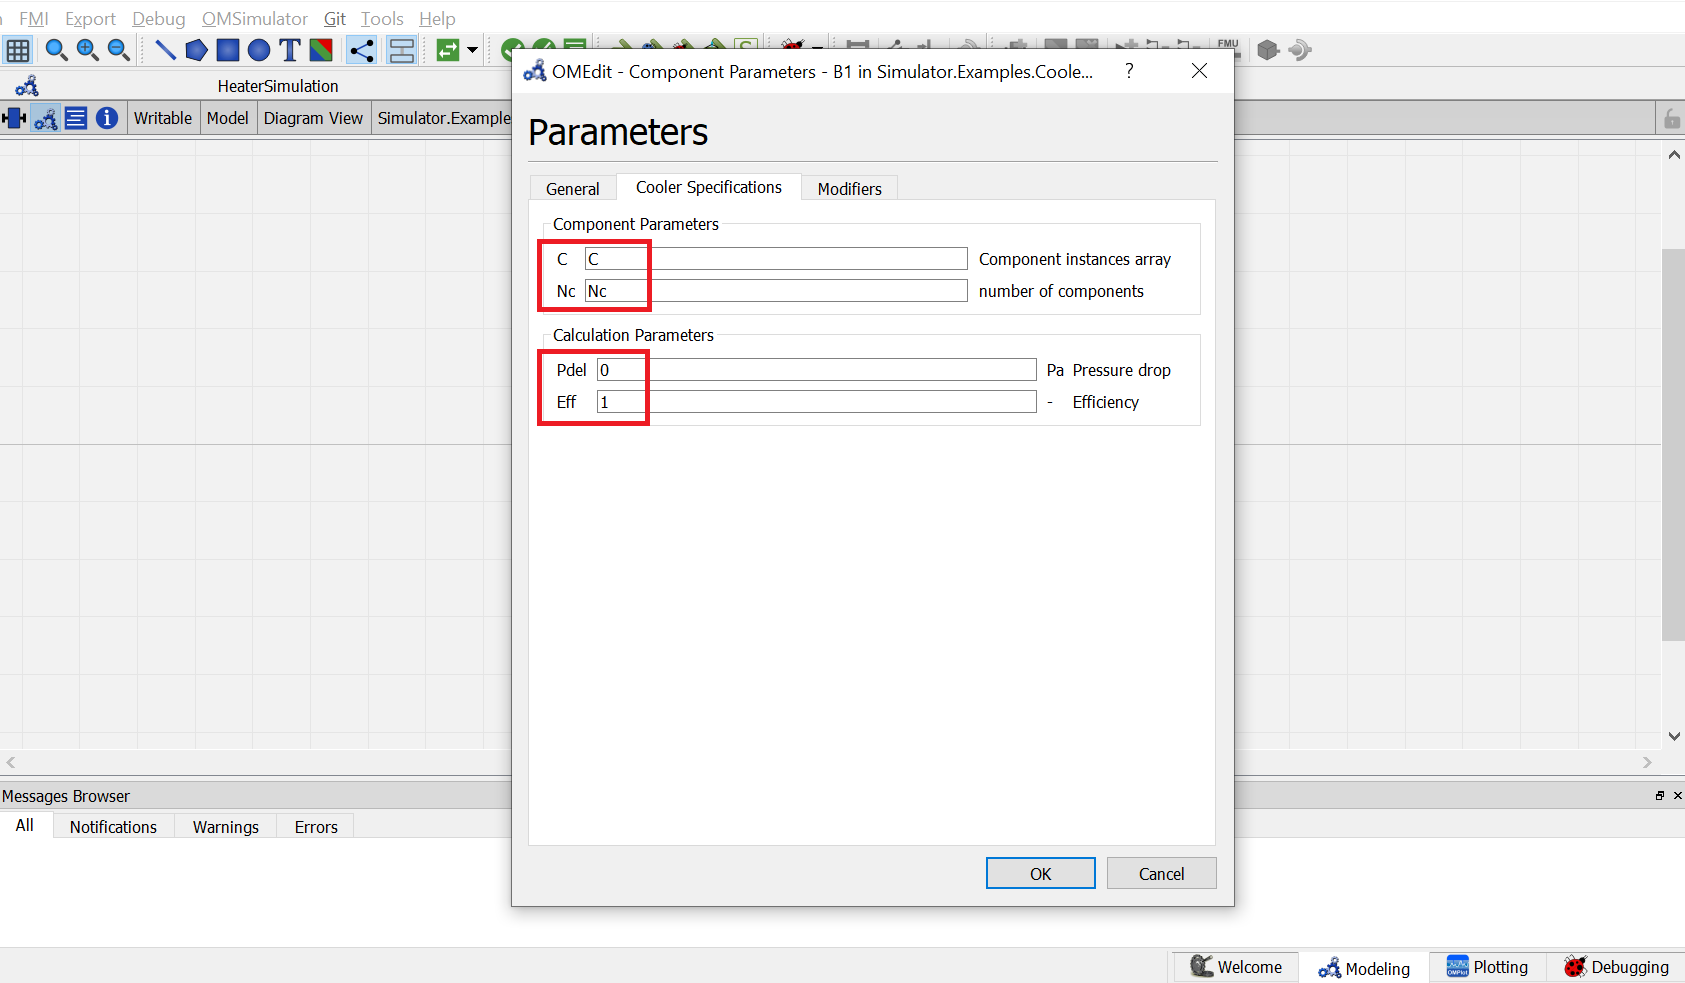 FMI Export Debug OMSimulator Git Tools Help
T S FMU
OMEdit - Component Parameters - B1 in Simulator.Examples.Coole... ?
HeaterSimulation
Writable Model Diagram View Simulator.Example
Parameters
General Cooler Specifications Modifiers
Component Parameters
C C Component instances array
Nc Nc number of components
Calculation Parameters
Pdel 0 Pa Pressure drop
Eff 1 - Efficiency
Messages Browser
All Notifications Warnings Errors
OK Cancel
Welcome Modeling OMPlot Plotting Debugging